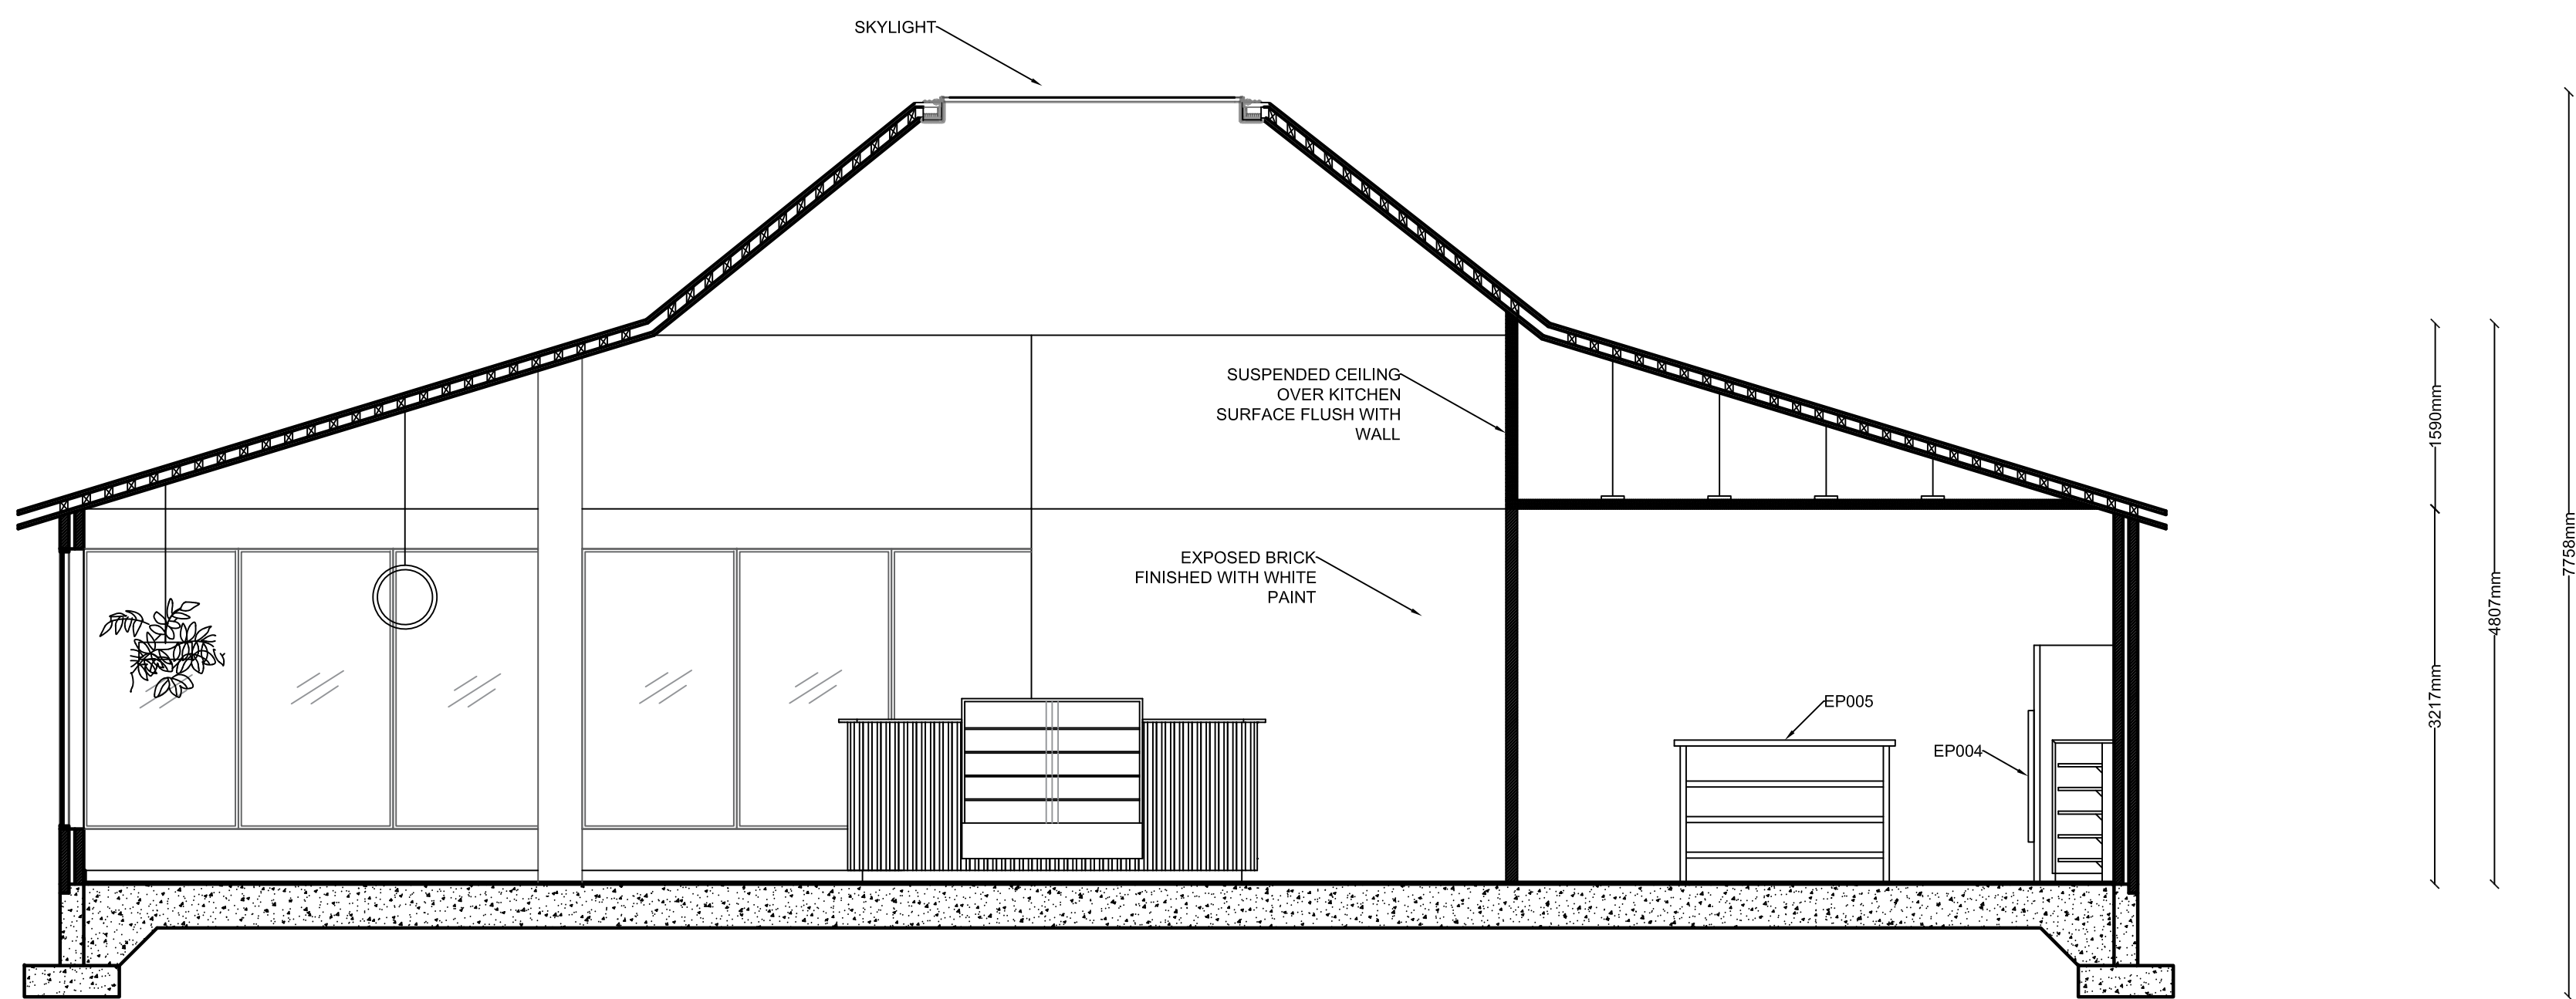 SKYLIGHT
SUSPENDED CEILING
OVER KITCHEN
SURFACE FLUSH WITH
WALL
EXPOSED BRICK
FINISHED WITH WHITE
PAINT
EP005
EP004
1590mm
3217mm
4807mm
7758mm